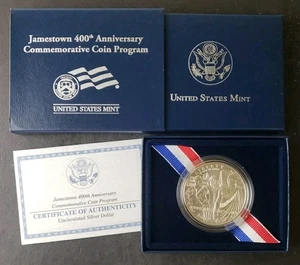 Jamestown 400th Anniversary
Commemorative Coin Program
UNITED STATES MINT
UNITED STATES MINT
Jamestown 400th Anniversary
Commemorative Coin Program
CERTIFICATE OF AUTHENTICITY
Uncirculated Silver Dollar